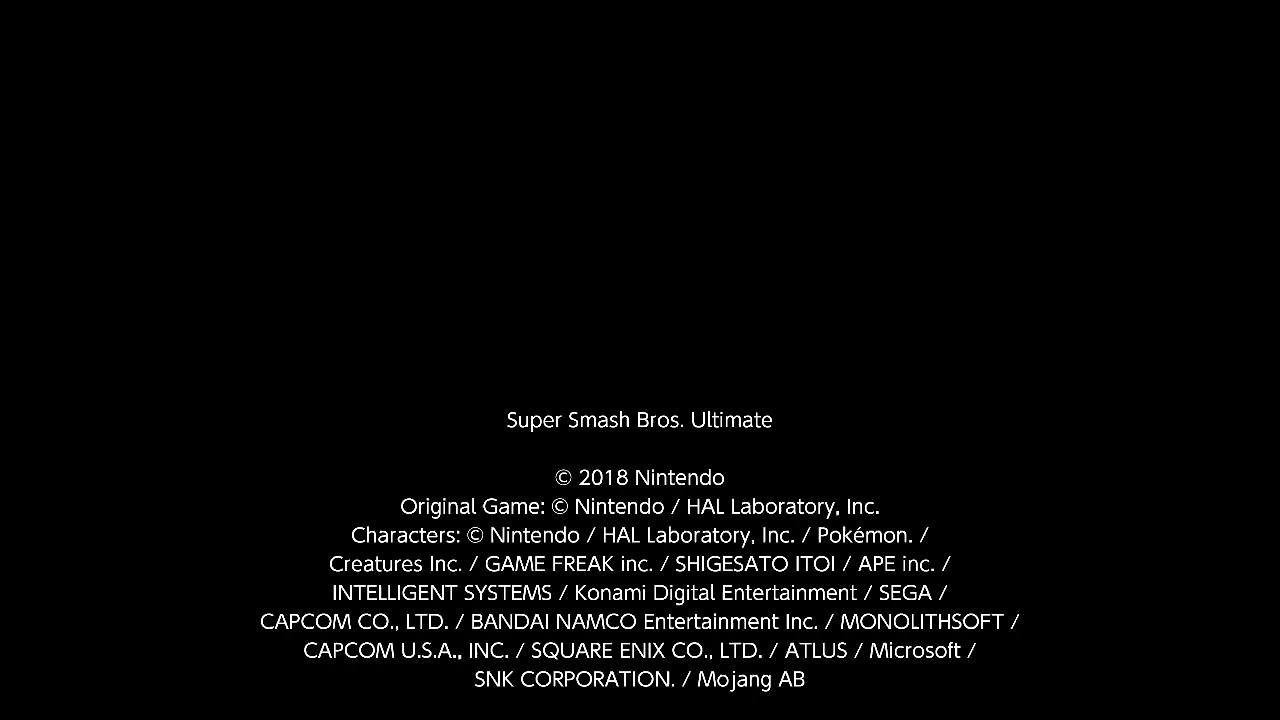 Super Smash Bros. Ultimate
© 2018 Nintendo
Original Game: © Nintendo / HAL Laboratory, Inc.
Characters: © Nintendo / HAL Laboratory, Inc. / Pokémon. /
Creatures Inc. / GAME FREAK inc. / SHIGESATO ITOI / APE inc. /
INTELLIGENT SYSTEMS / Konami Digital Entertainment / SEGA /
CAPCOM CO., LTD. / BANDAI NAMCO Entertainment Inc. / MONOLITHSOFT /
CAPCOM U.S.A., INC. / SQUARE ENIX CO., LTD. / ATLUS / Microsoft /
SNK CORPORATION. / Mojang AB